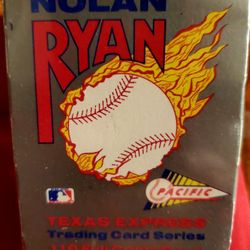 NOLAN
RYAN
PACIFIC
TEXAS EXPRESS
Trading Card Series